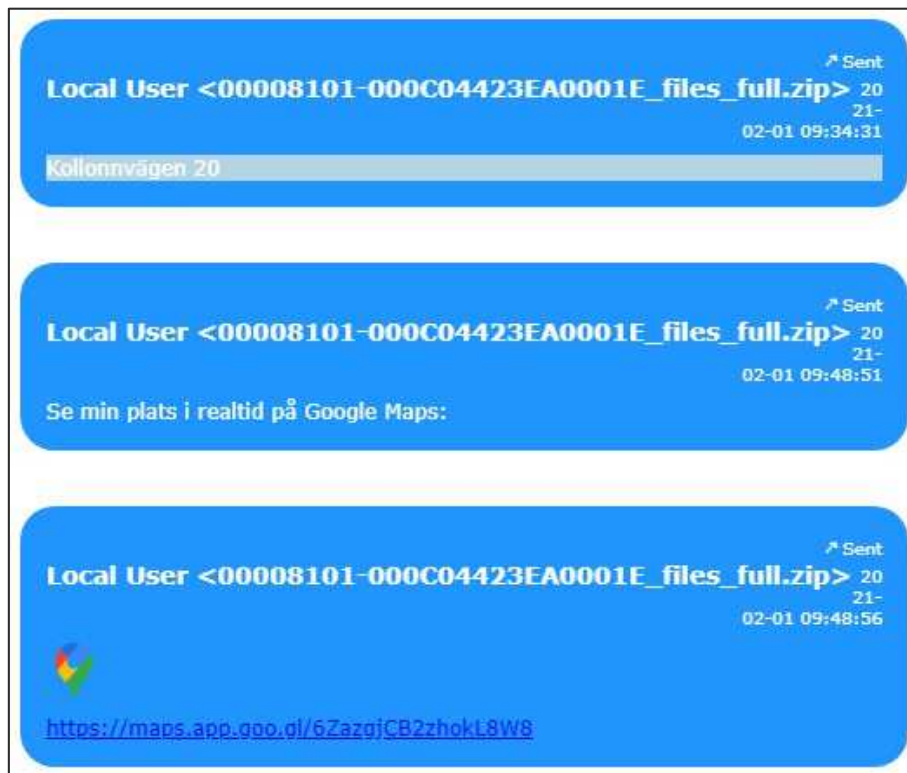 ↗ Sent
Local User <00008101-000C04423EA0001E_files_full.zip> 20
21-
02-01 09:34:31
Kollonnvägen 20
↗ Sent
Local User <00008101-000C04423EA0001E_files_full.zip> 20
21-
02-01 09:48:51
Se min plats i realtid på Google Maps:
↗ Sent
Local User <00008101-000C04423EA0001E_files_full.zip> 20
21-
02-01 09:48:56
https://maps.app.goo.gl/6ZazgjCB2zhokL8W8